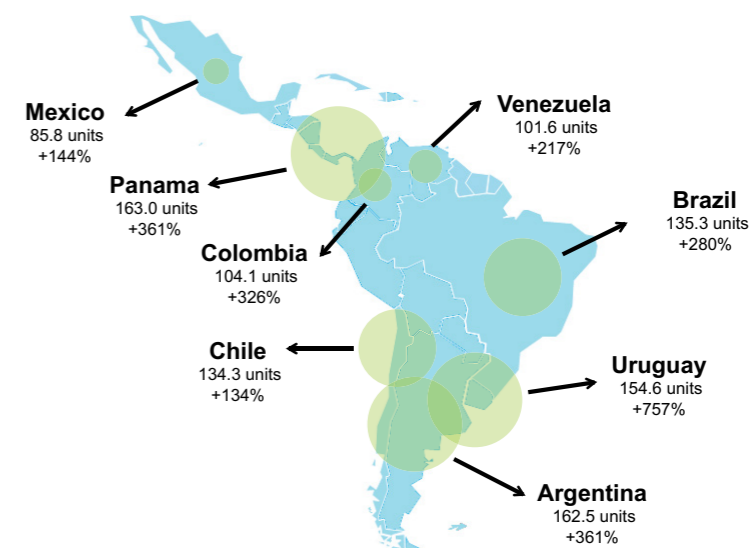 Mexico
85.8 units
+144%
Venezuela
101.6 units
+217%
Panama
163.0 units
+361%
Brazil
135.3 units
+280%
Colombia
104.1 units
+326%
Chile
134.3 units
+134%
Uruguay
154.6 units
+757%
Argentina
162.5 units
+361%